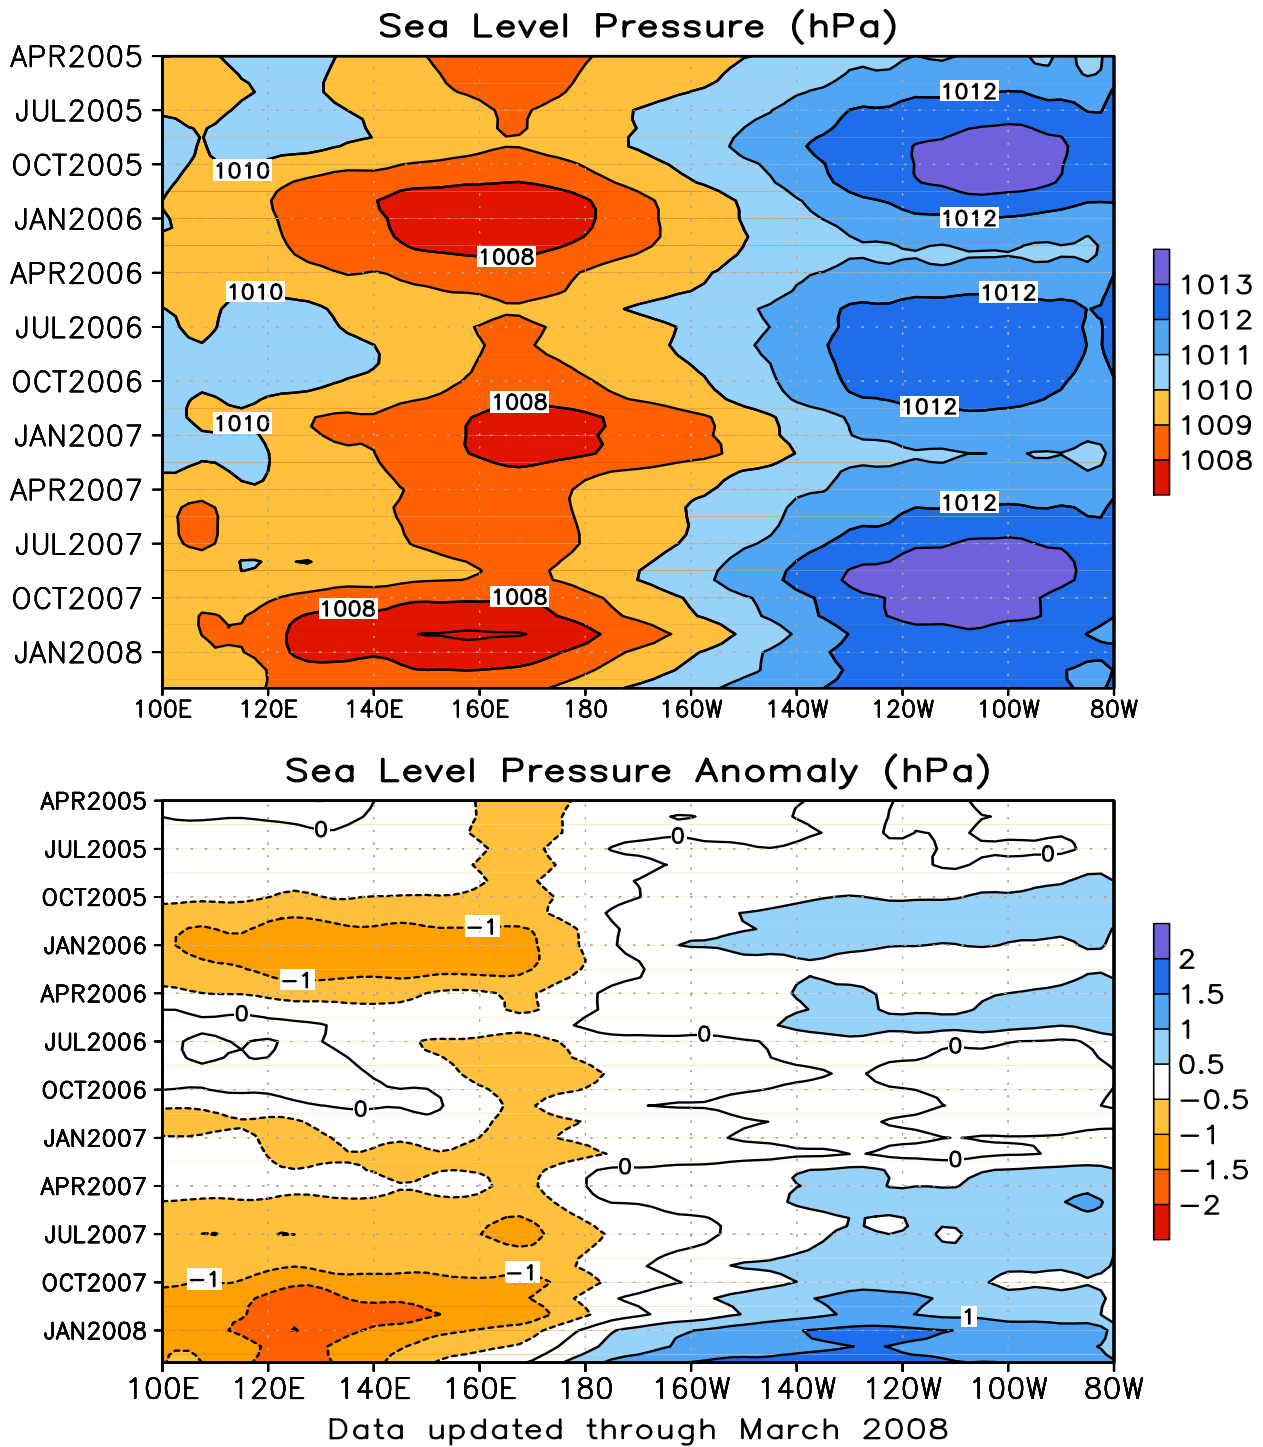 Sea Level Pressure (hPa)
APR2005
JUL2005
OCT2005
JAN2006
APR2006
JUL2006
OCT2006
JAN2007
APR2007
JUL2007
OCT2007
JAN2008
1012
1010
1012
1008
1010
1012
1008
1012
1010
1012
1008
1008
100E 120E 140E 160E 180 160W 140W 120W 100W 80W
1013
1012
1011
1010
1009
1008
Sea Level Pressure Anomaly (hPa)
APR2005
JUL2005
OCT2005
JAN2006
APR2006
JUL2006
OCT2006
JAN2007
APR2007
JUL2007
OCT2007
JAN2008
0
0
0
-1
-1
0
0
0
0
0
0
-1
-1
1
100E 120E 140E 160E 180 160W 140W 120W 100W 80W
2
1.5
1
0.5
-0.5
-1
-1.5
-2
Data updated through March 2008